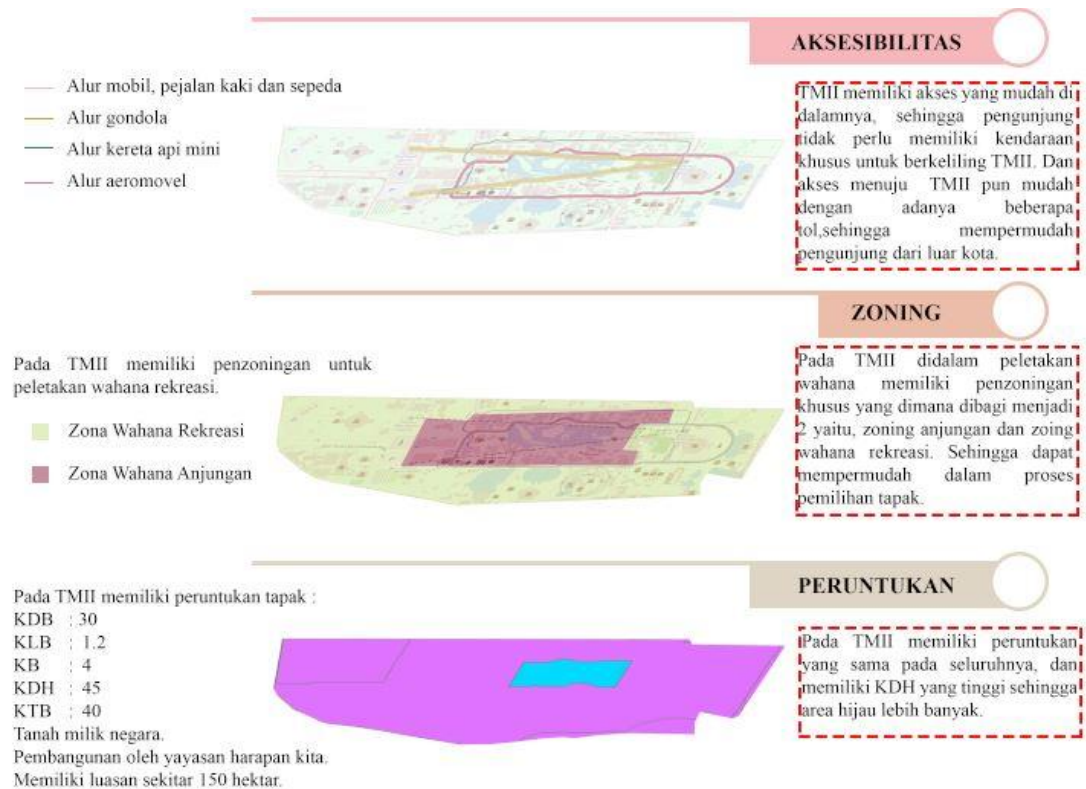 AKSESIBILITAS
Alur mobil, pejalan kaki dan sepeda
Alur gondola
Alur kereta api mini
Alur aeromovel
TMII memiliki akses yang mudah di
dalamnya, sehingga pengunjung
tidak perlu memiliki kendaraan
khusus untuk berkeliling TMII. Dan
akses menuju TMII pun mudah
dengan adanya beberapa
tol,sehingga mempermudah
pengunjung dari luar kota.
ZONING
Pada TMII memiliki penzoningan untuk
peletakan wahana rekreasi.
Zona Wahana Rekreasi
Zona Wahana Anjungan
Pada TMII didalam peletakan
wahana memiliki penzoningan
khusus yang dimana dibagi menjadi
2 yaitu, zoning anjungan dan zoing
wahana rekreasi. Sehingga dapat
mempermudah dalam proses
pemilihan tapak.
PERUNTUKAN
Pada TMII memiliki peruntukan tapak :
KDB : 30
KLB : 1.2
KB : 4
KDH : 45
KTB : 40
Tanah milik negara.
Pembangunan oleh yayasan harapan kita.
Memiliki luasan sekitar 150 hektar.
Pada TMII memiliki peruntukan
yang sama pada seluruhnya, dan
memiliki KDH yang tinggi sehingga
area hijau lebih banyak.